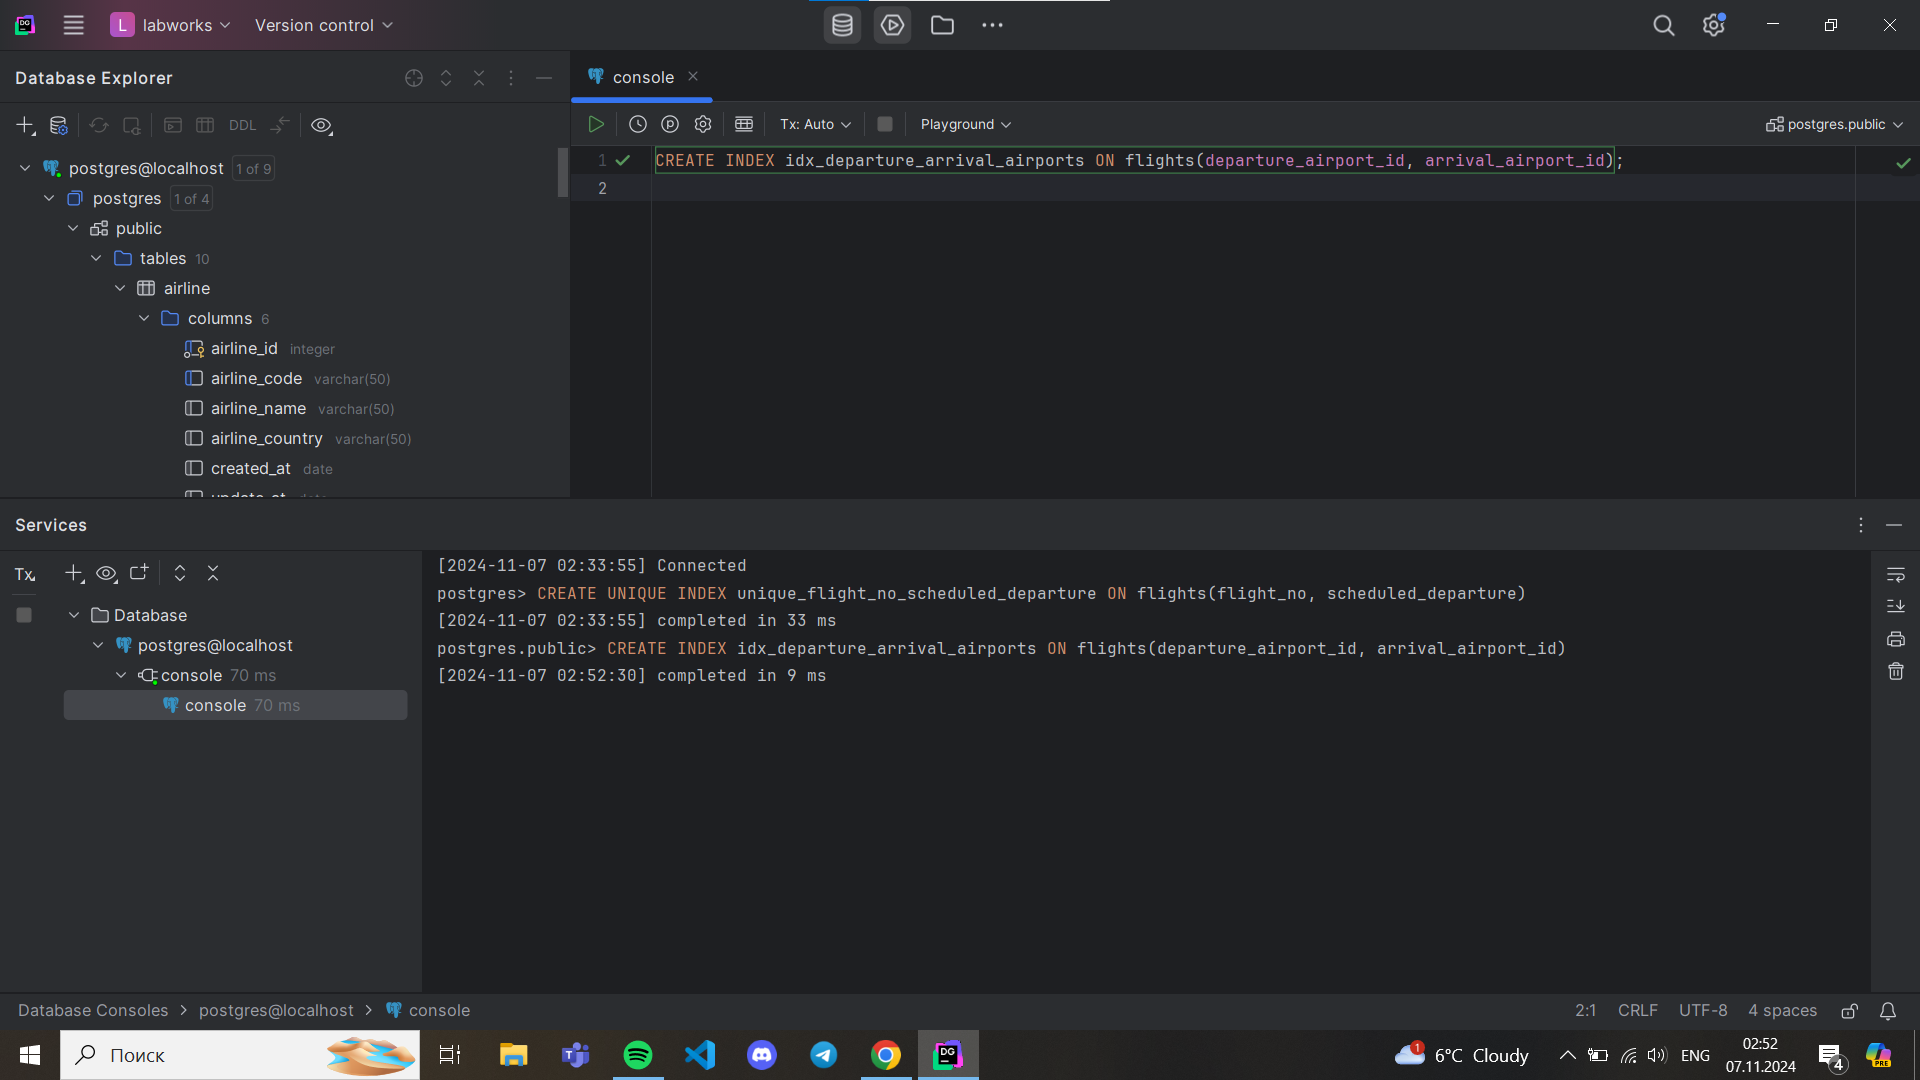 L labworks Version control
Database Explorer
console
DDL
Tx: Auto Playground postgres.public
postgres@localhost 1 of 9
postgres 1 of 4
public
tables 10
airline
columns 6
airline_id integer
airline_code varchar(50)
airline_name varchar(50)
airline_country varchar(50)
created_at date
1 CREATE INDEX idx_departure_arrival_airports ON flights(departure_airport_id, arrival_airport_id);
2
Services
Tx
Database
postgres@localhost
console 70 ms
console 70 ms
[2024-11-07 02:33:55] Connected
postgres> CREATE UNIQUE INDEX unique_flight_no_scheduled_departure ON flights(flight_no, scheduled_departure)
[2024-11-07 02:33:55] completed in 33 ms
postgres.public> CREATE INDEX idx_departure_arrival_airports ON flights(departure_airport_id, arrival_airport_id)
[2024-11-07 02:52:30] completed in 9 ms
Database Consoles > postgres@localhost > console
2:1 CRLF UTF-8 4 spaces
Поиск
1 6°C Cloudy ENG
02:52
07.11.2024
4